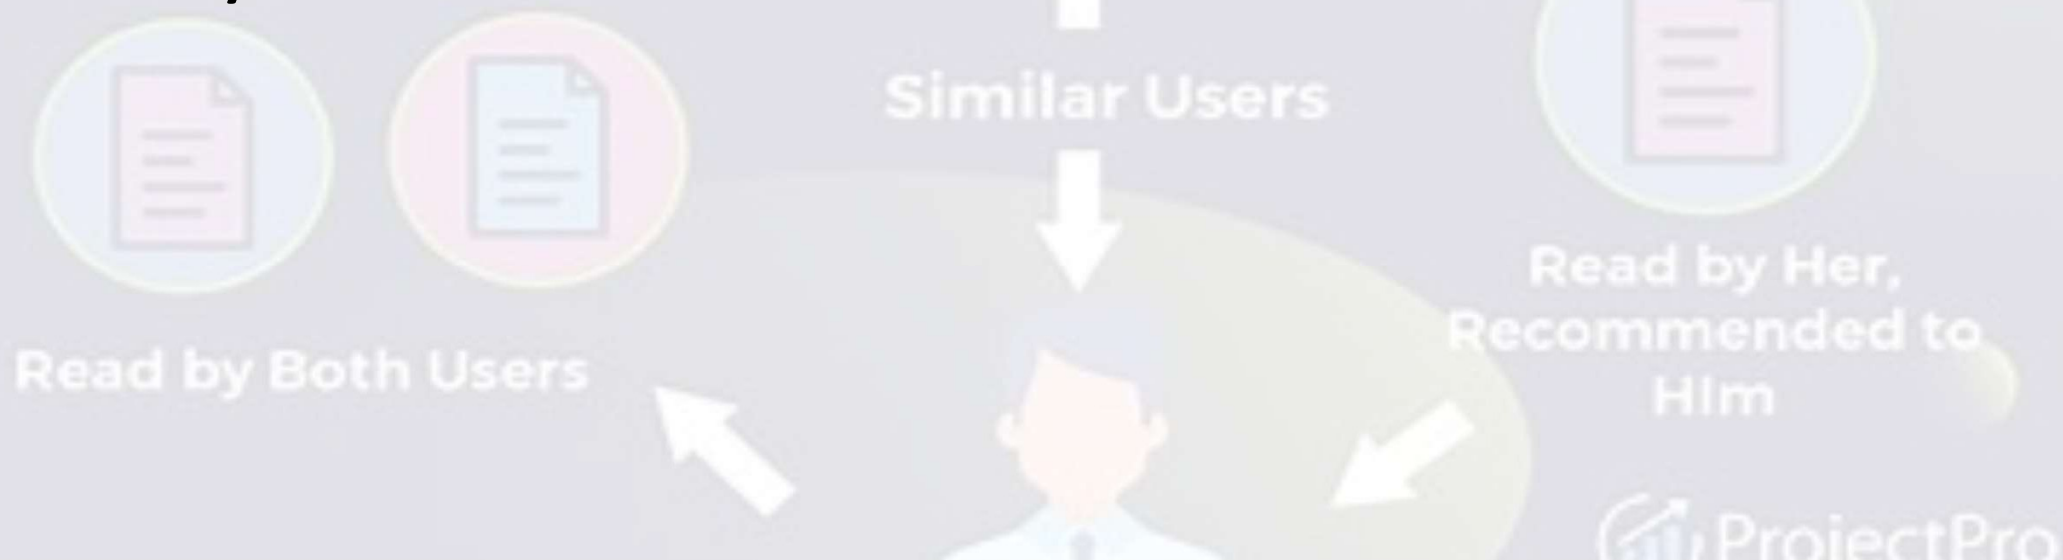 Similar Users
Read by Her,
Recommended to
HIm
Read by Both Users
ProjectPro